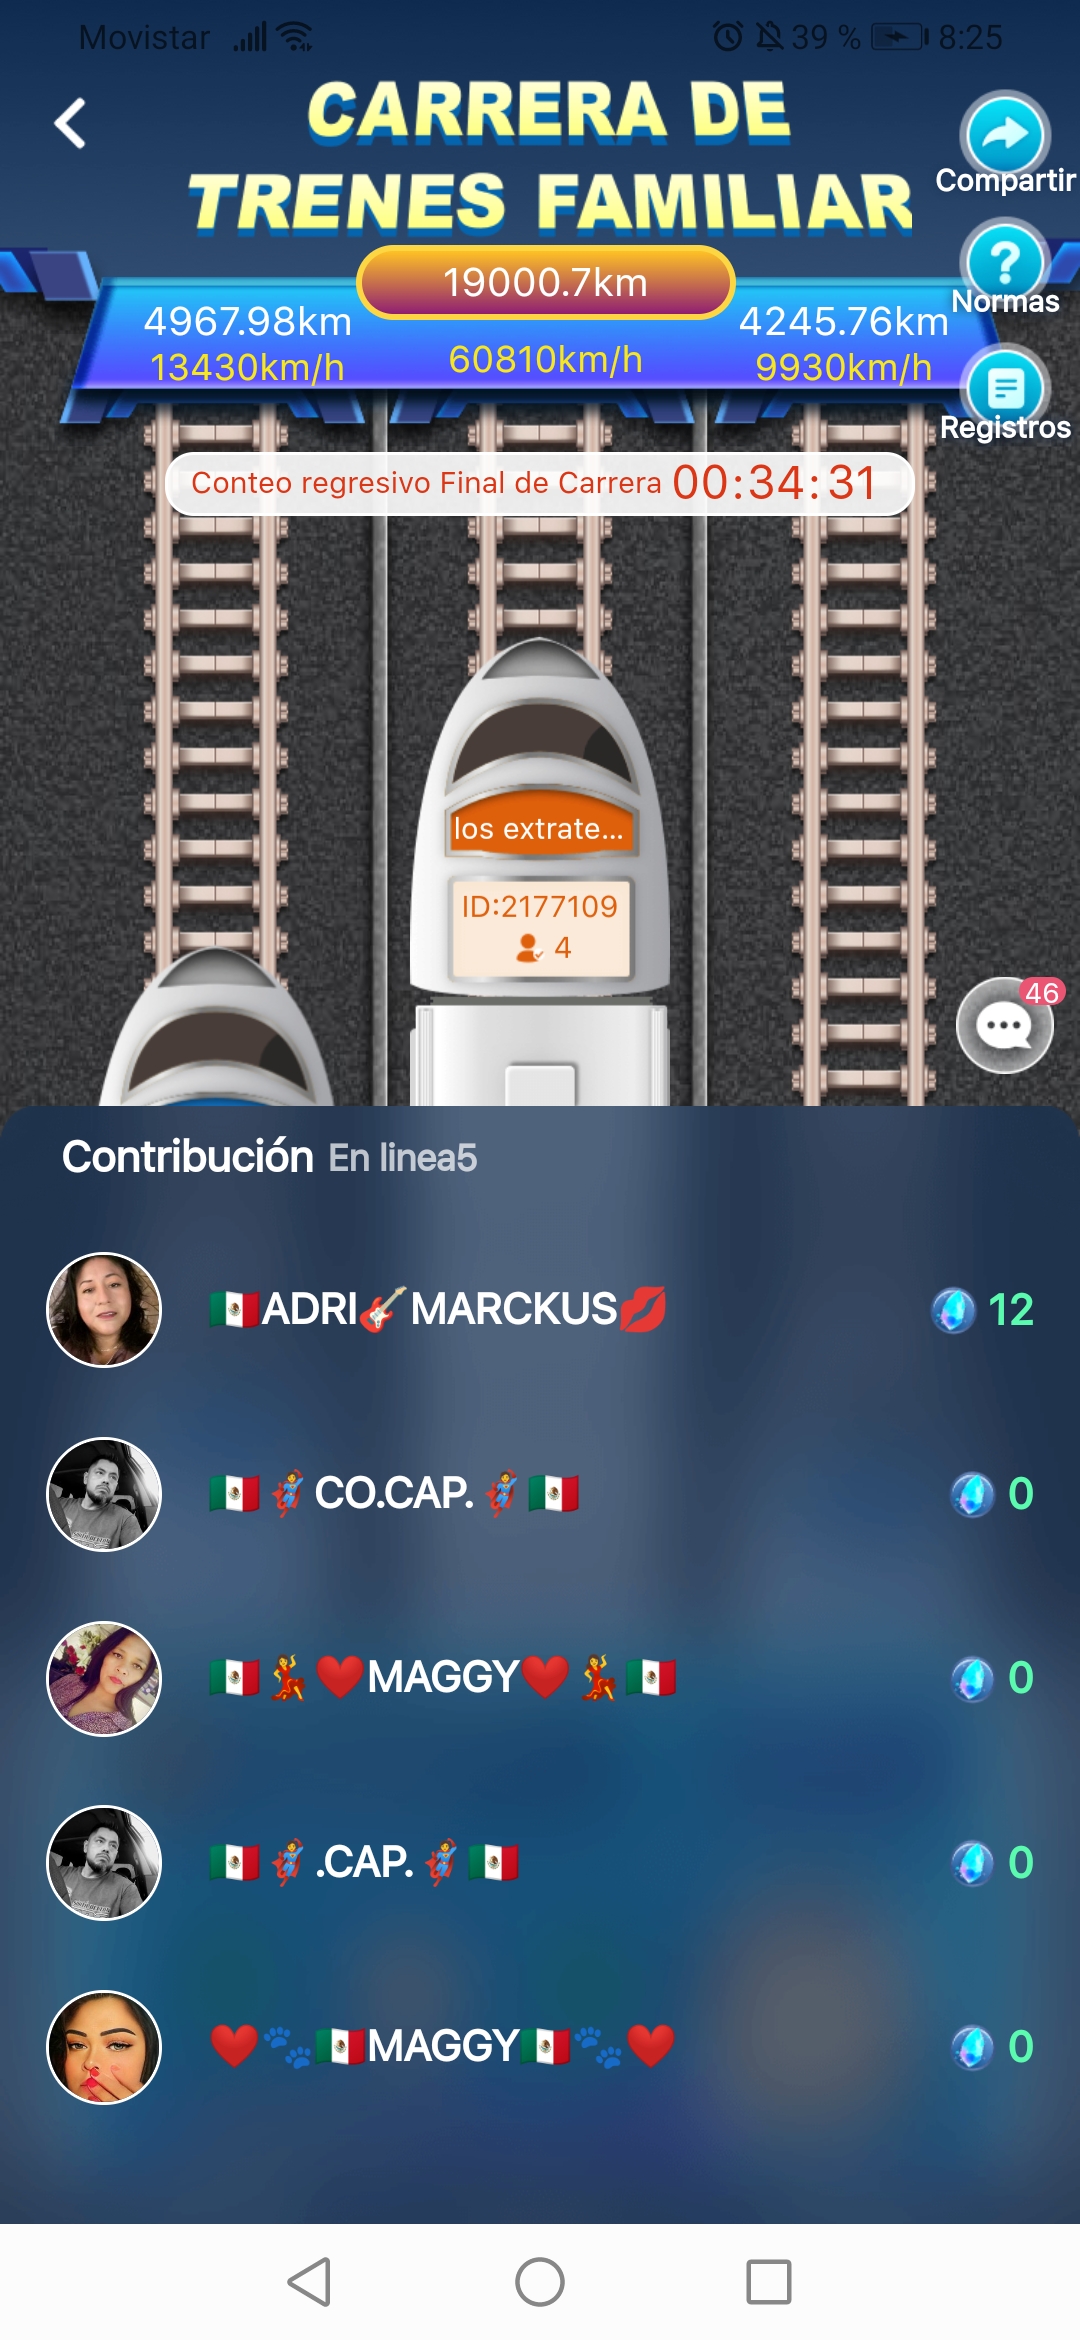 Movistar 39 % 8:25
CARRERA DE
TRENES FAMILIAR
Compartir
19000.7km
4967.98km
4245.76km
Normas
13430km/h
60810km/h
9930km/h
Registros
Conteo regresivo Final de Carrera 00:34:31
los extrate...
ID:2177109
4
46
Contribución En linea5
🇲🇽ADRI🎸MARCKUS💋 12
🇲🇽🦸CO.CAP.🦸🇲🇽 0
🇲🇽💃❤️MAGGY❤️💃🇲🇽 0
🇲🇽🦸.CAP.🦸🇲🇽 0
❤️🐾🇲🇽MAGGY🇲🇽🐾❤️ 0